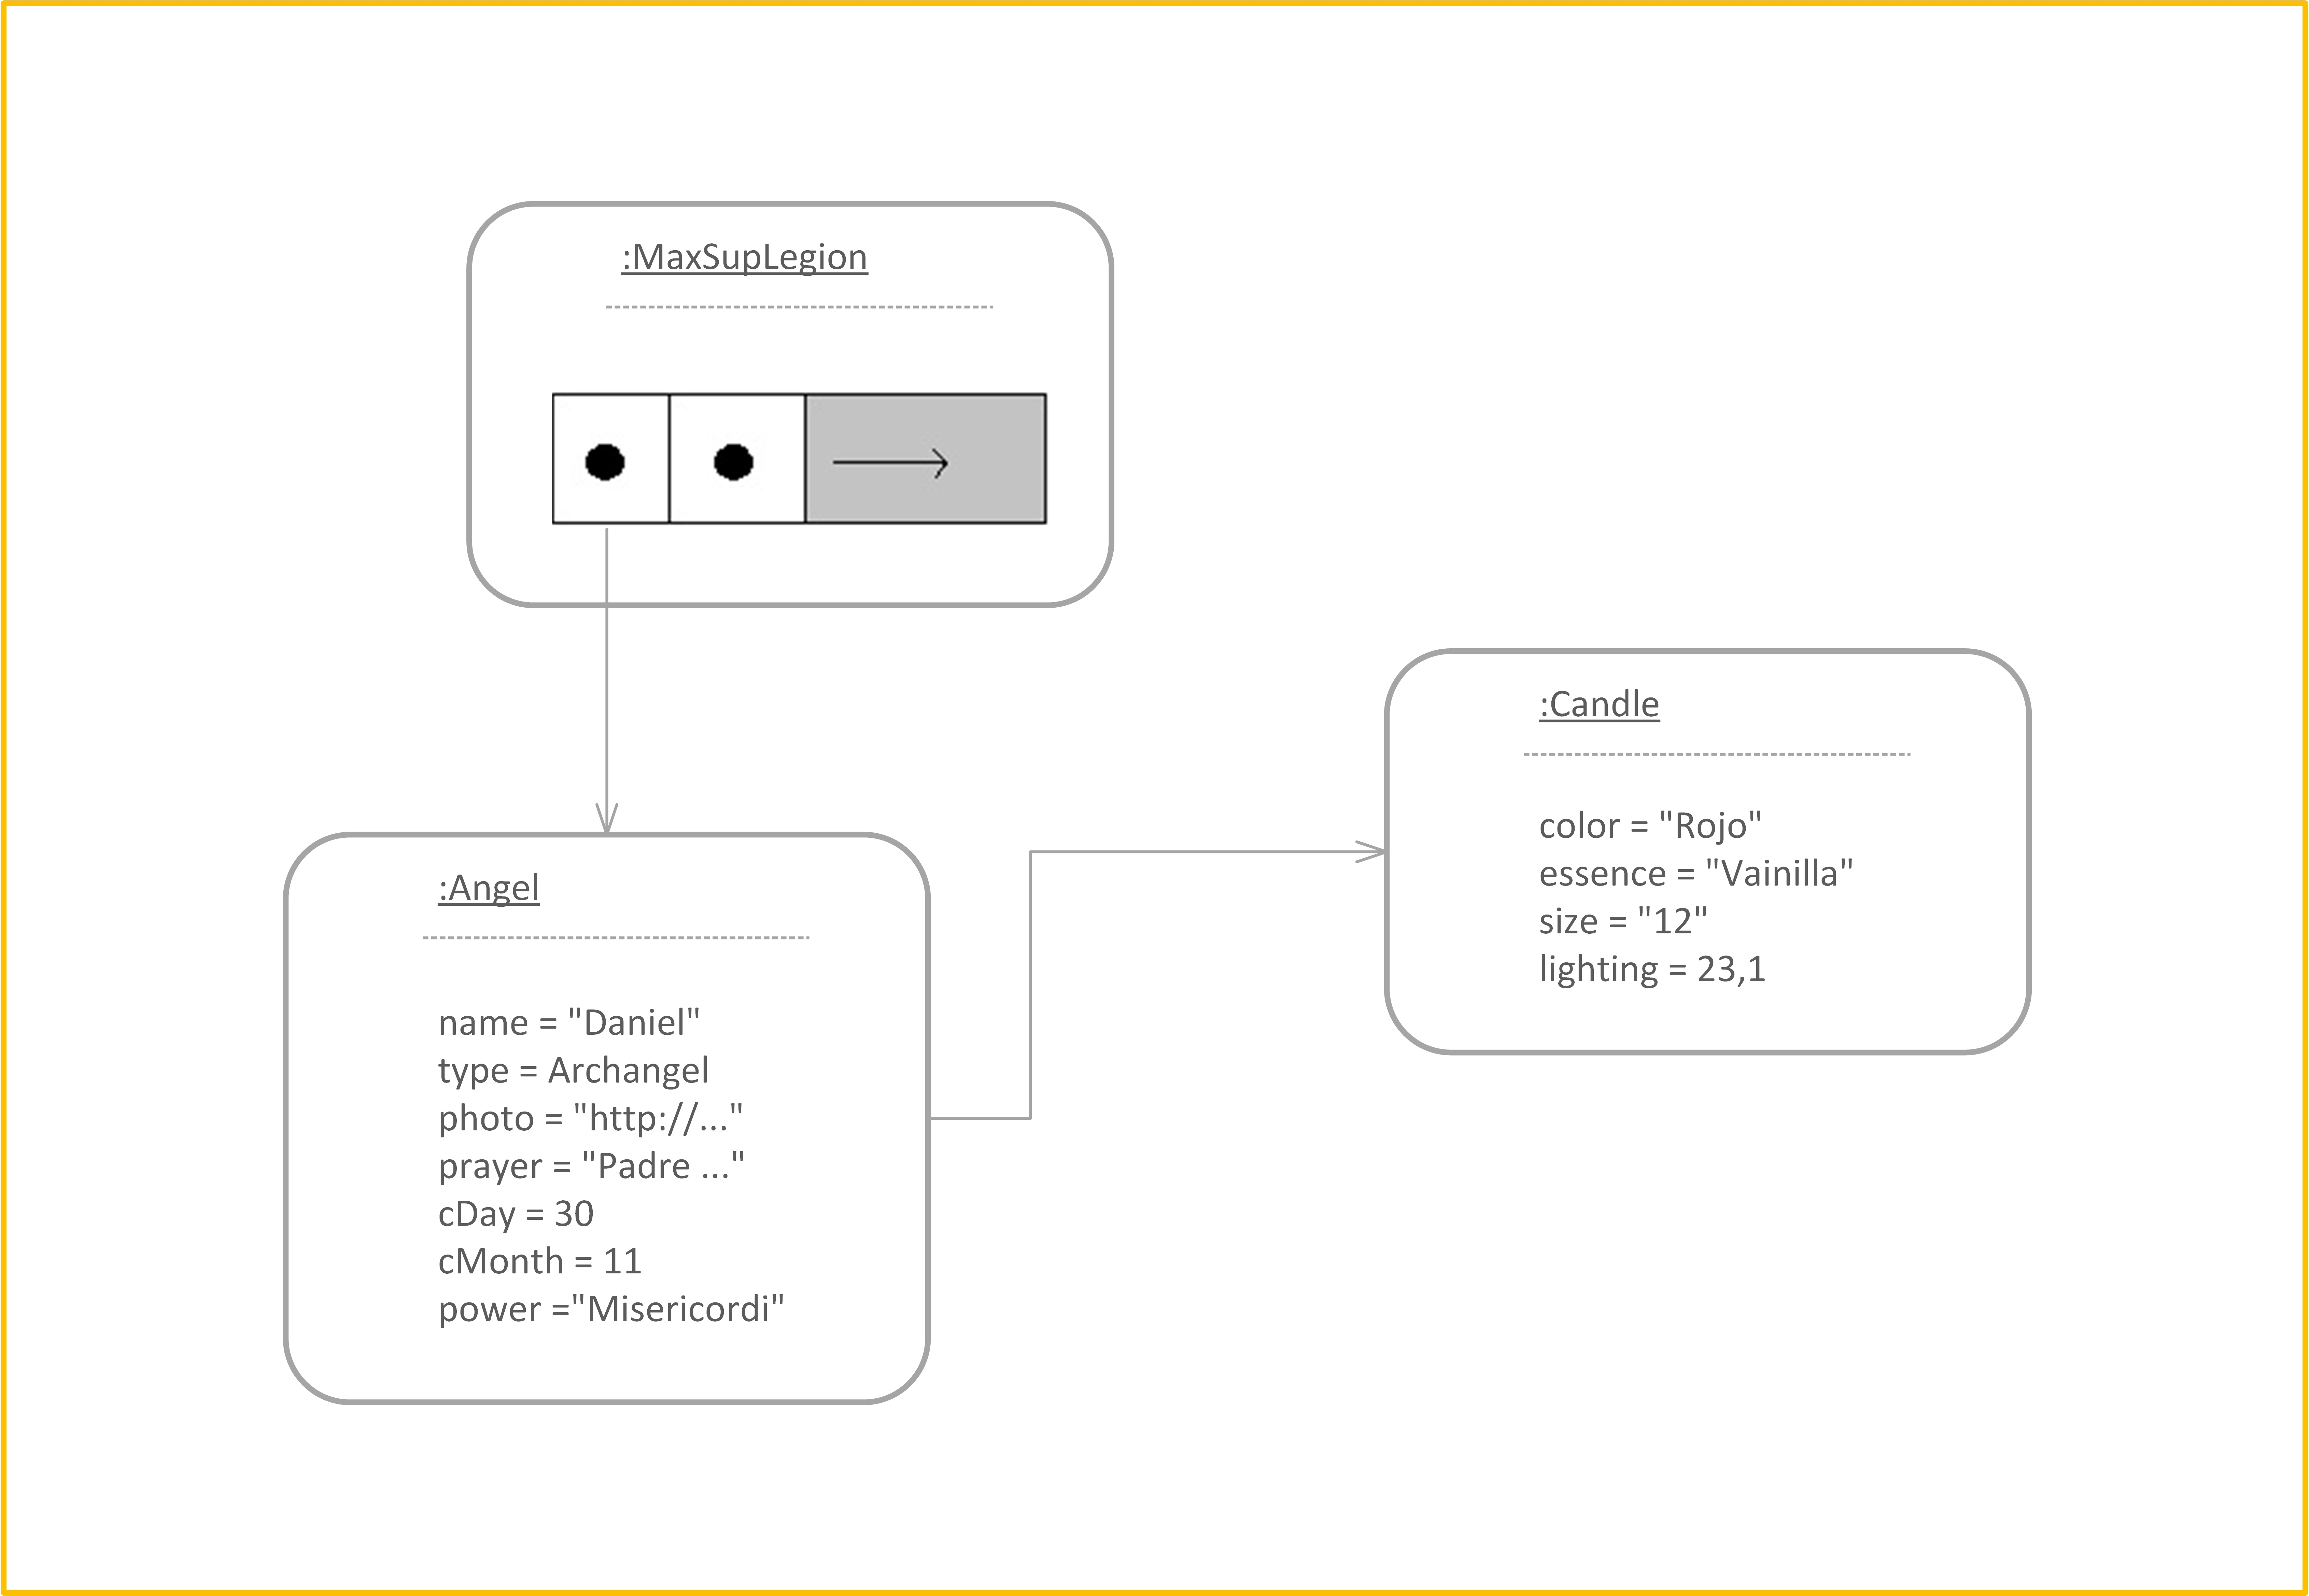 :MaxSupLegion
:Angel
name = "Daniel"
type = Archangel
photo = "http://..."
prayer = "Padre ..."
cDay = 30
cMonth = 11
power ="Misericordi"
:Candle
color = "Rojo"
essence = "Vainilla"
size = "12"
lighting = 23,1